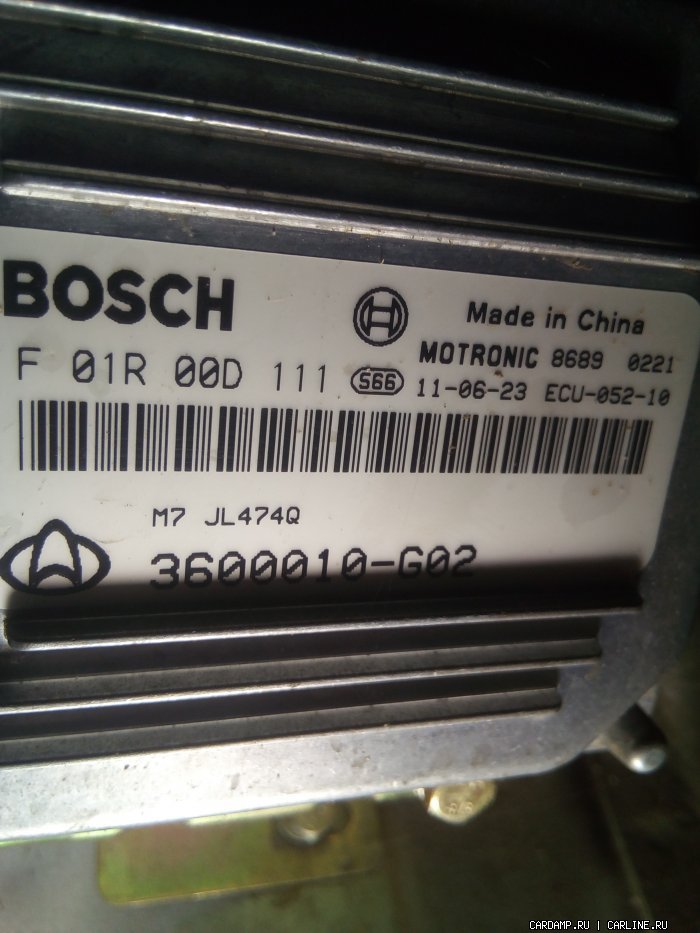 BOSCH
Made in China
F 01R 00D 111
MOTRONIC 8689 0221
S66
11-06-23 ECU-052-10
M7 JL474Q
3600010-G02
CARDAMP.RU | CARLINE.RU